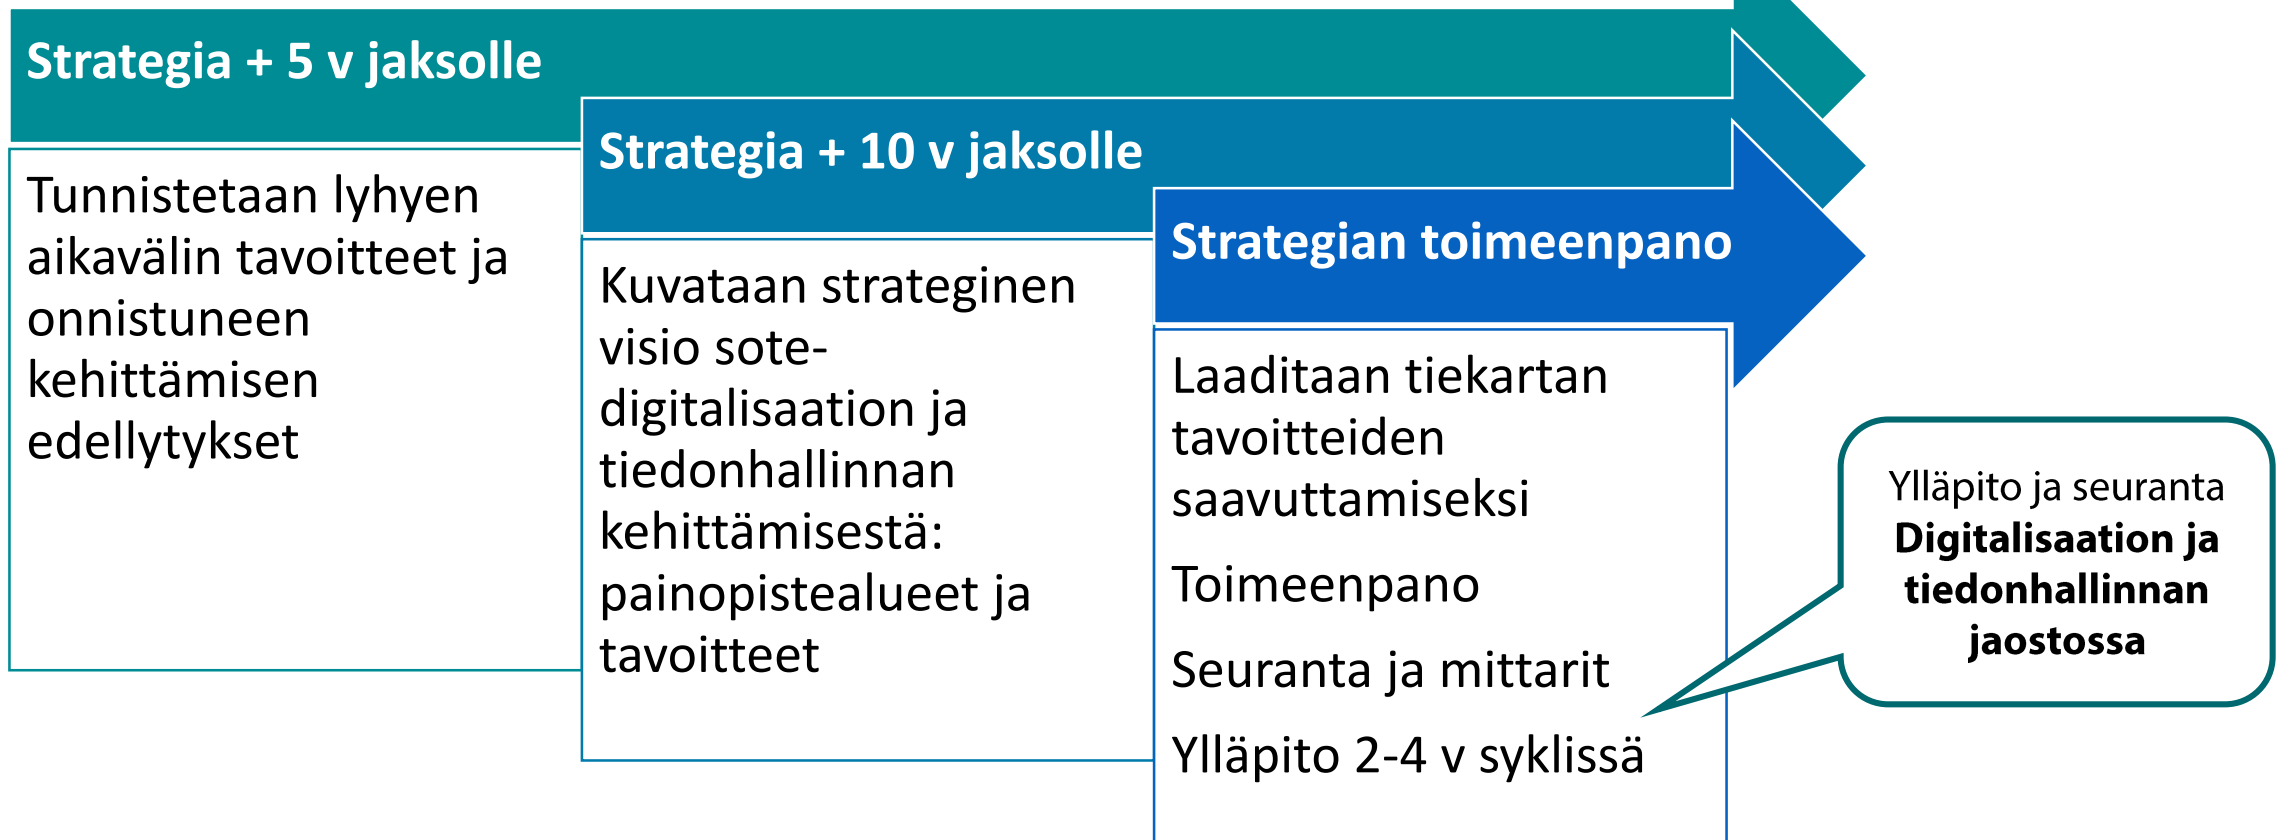 Strategia + 5 v jaksolle
Tunnistetaan lyhyen
aikavälin tavoitteet ja
onnistuneen
kehittämisen
edellytykset
Strategia + 10 v jaksolle
Kuvataan strateginen
visio sote-
digitalisaation ja
tiedonhallinnan
kehittämisestä:
painopistealueet ja
tavoitteet
Strategian toimeenpano
Laaditaan tiekartan
tavoitteiden
saavuttamiseksi
Toimeenpano
Seuranta ja mittarit
Ylläpito 2-4 v syklissä
Ylläpito ja seuranta
Digitalisaation ja
tiedonhallinnan
jaostossa